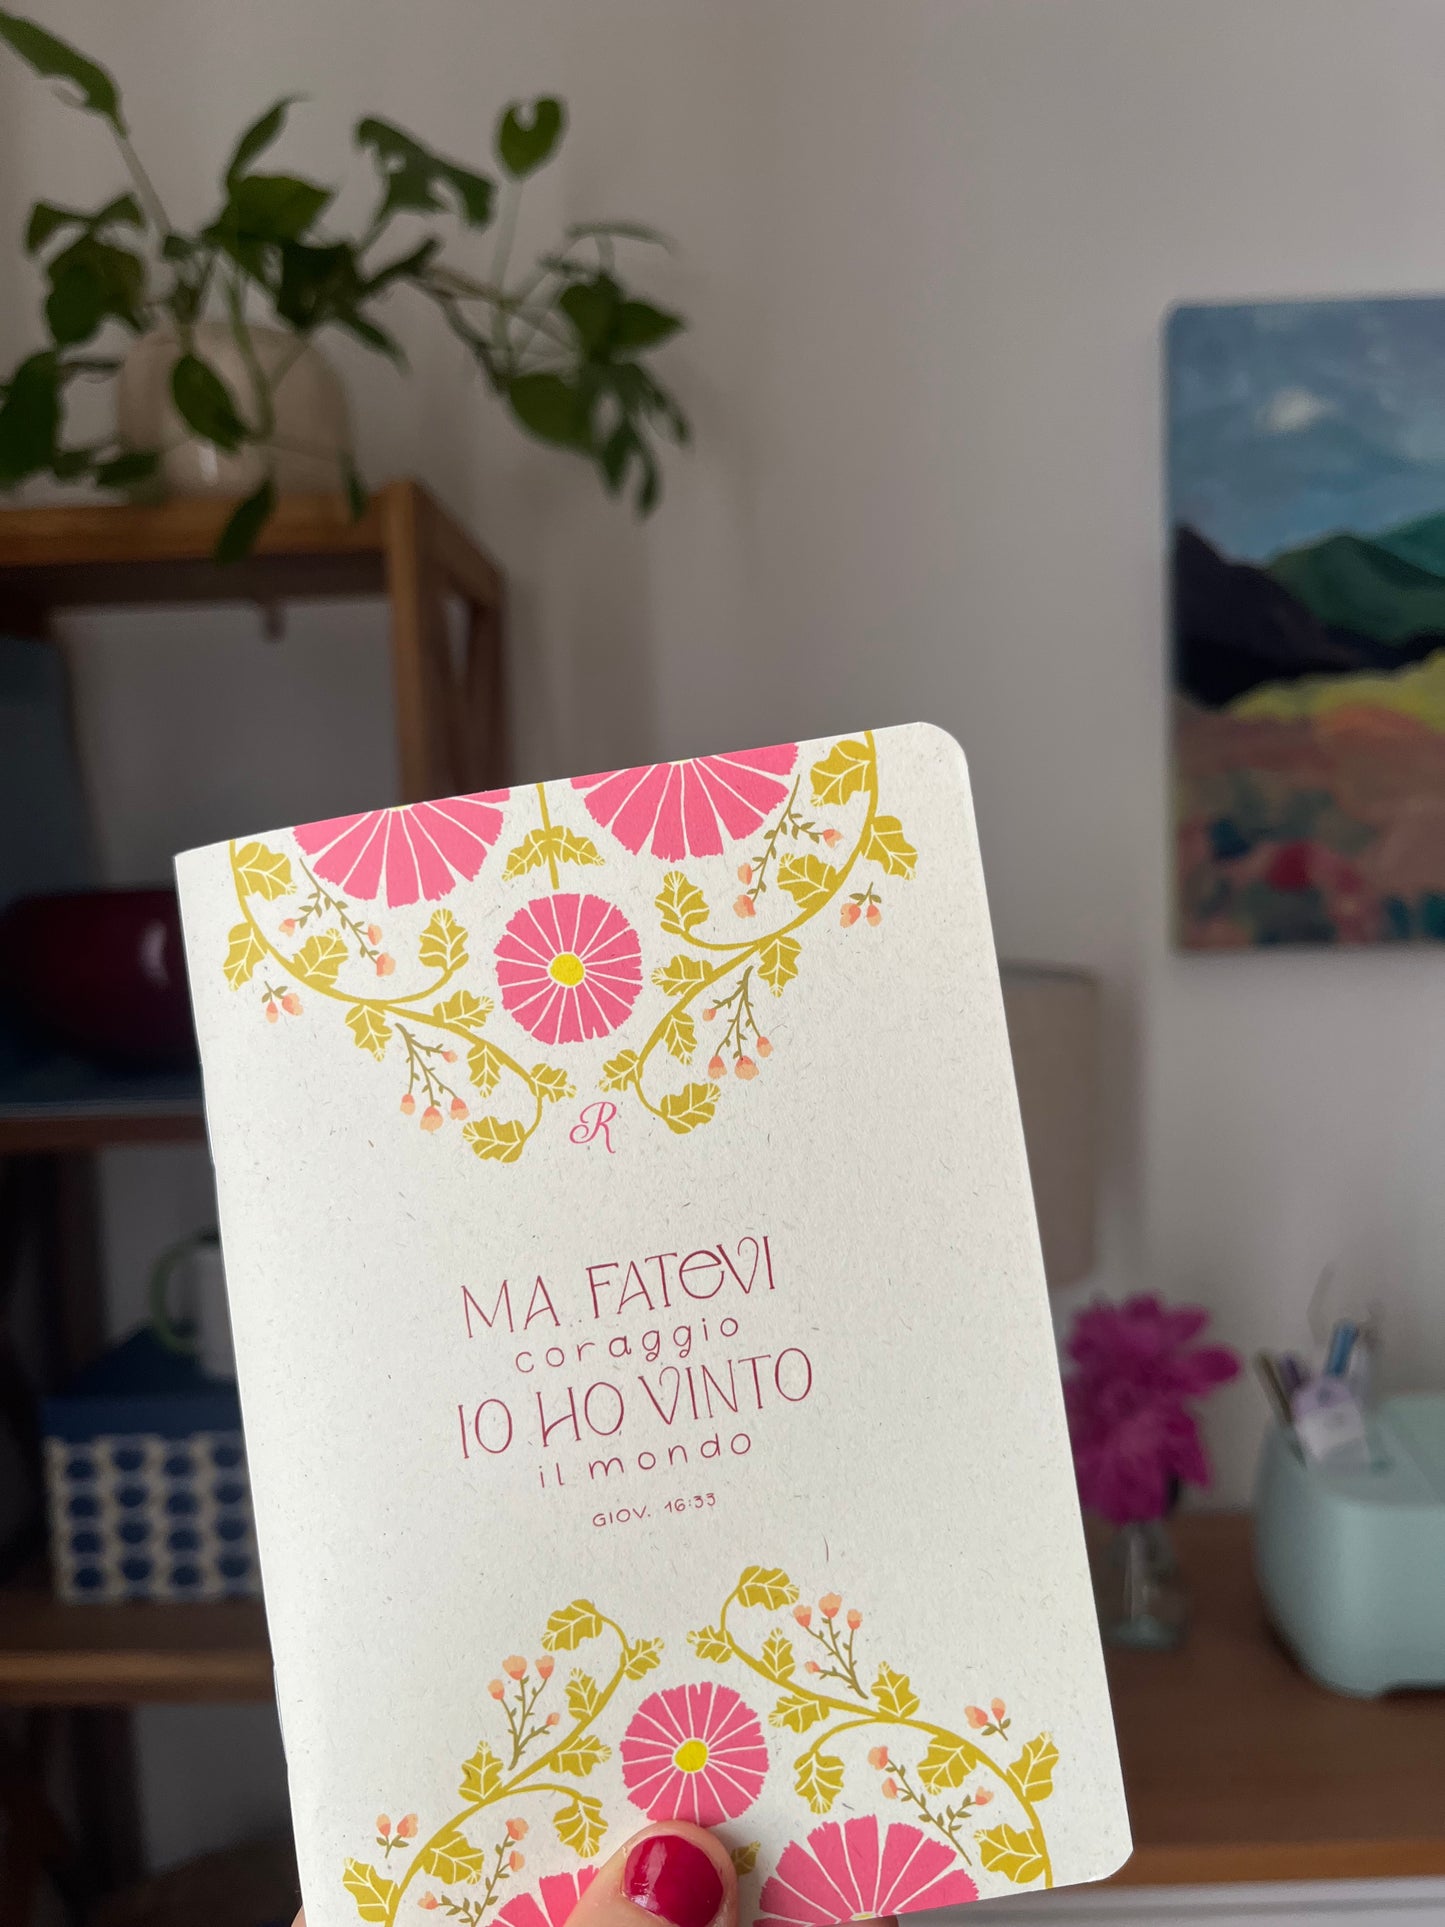 R
MA FATeVI
coraggio
IO HO VINTO
il mondo
GIOV. 16:33